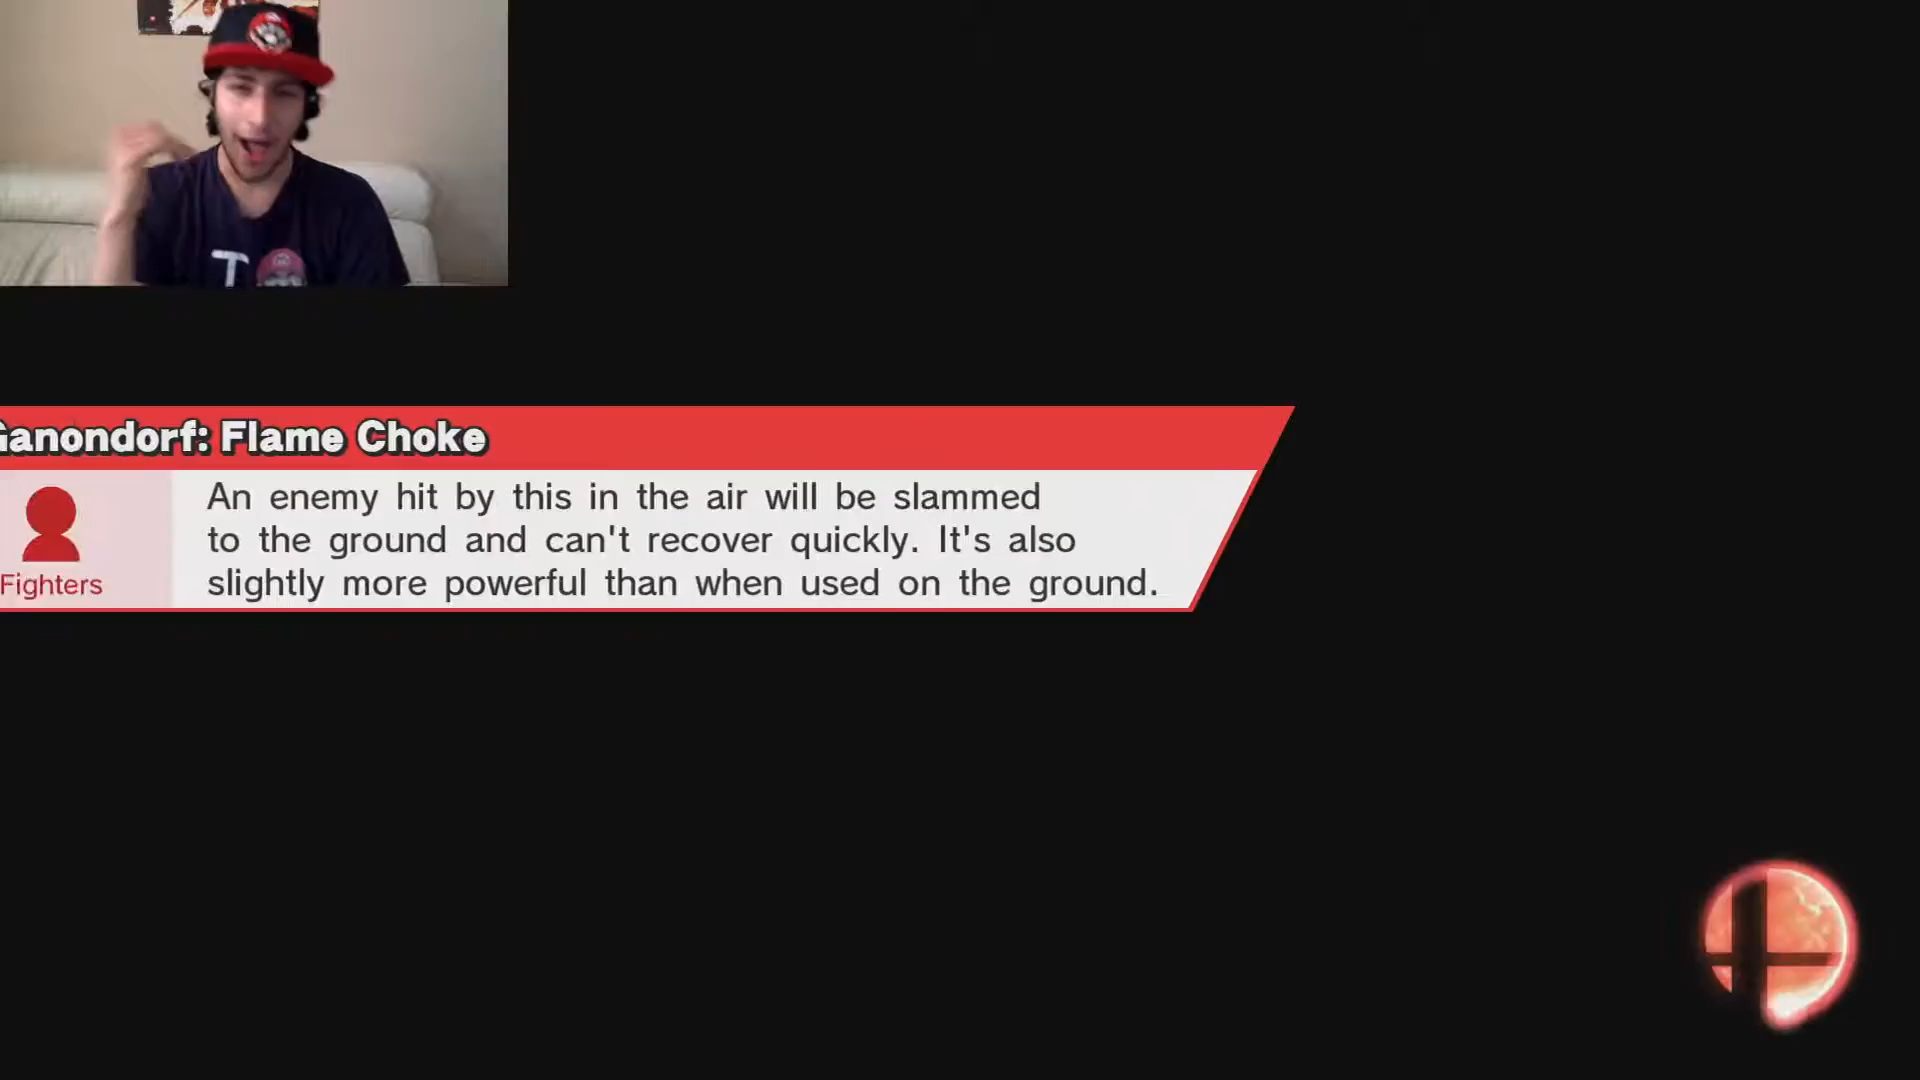 T
Ganondorf: Flame Choke
An enemy hit by this in the air will be slammed
to the ground and can't recover quickly. It's also
slightly more powerful than when used on the ground.
Fighters